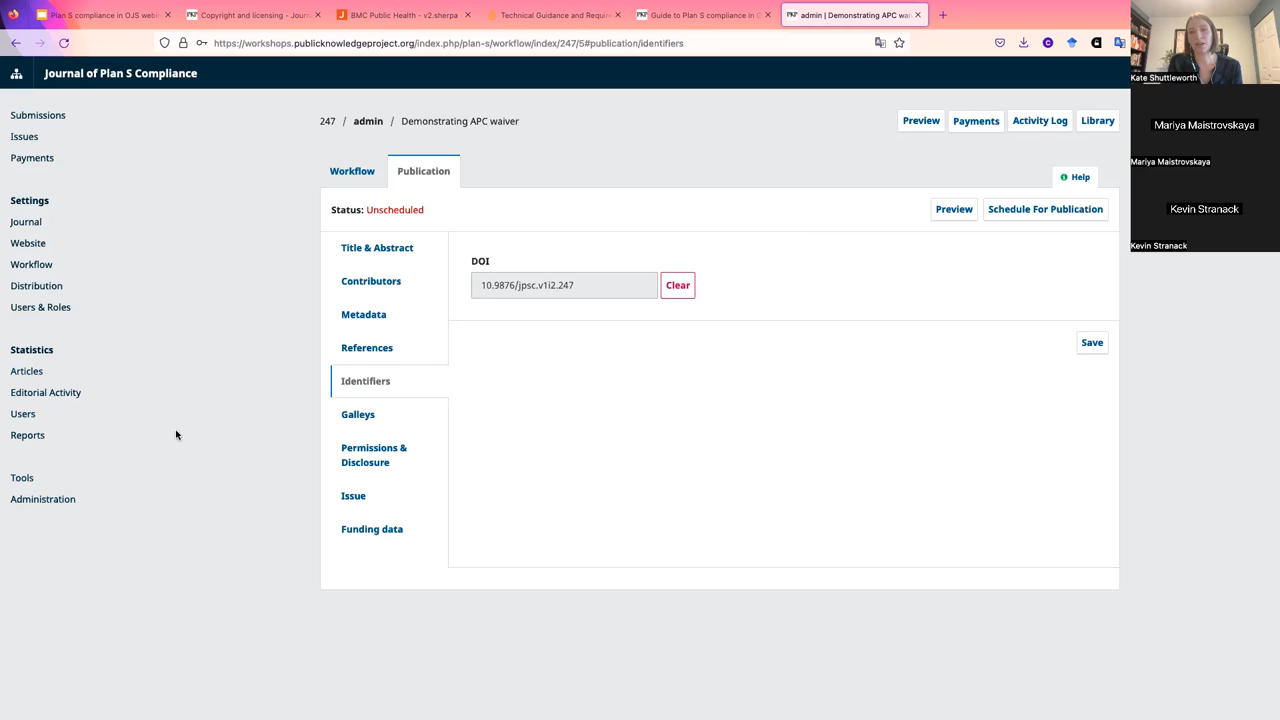 Plan S compliance in OJS webi
Copyright and licensing - Journ
BMC Public Health - v2.sherpa
Technical Guidance and Require
Guide to Plan S compliance in O
admin | Demonstrating APC wai
https://workshops.publicknowledgeproject.org/index.php/plan-s/workflow/index/247/5#publication/identifiers
Kate Shuttleworth
Journal of Plan S Compliance
Submissions
Issues
Payments
Settings
Journal
Website
Workflow
Distribution
Users & Roles
Statistics
Articles
Editorial Activity
Users
Reports
Tools
Administration
247 / admin / Demonstrating APC waiver
Preview
Payments
Activity Log
Library
Workflow
Publication
Help
Status: Unscheduled
Preview
Schedule For Publication
Title & Abstract
Contributors
Metadata
References
Identifiers
Galleys
Permissions &
Disclosure
Issue
Funding data
DOI
10.9876/jpsc.v1i2.247
Clear
Save
Mariya Maistrovskaya
Mariya Maistrovskaya
Kevin Stranack
Kevin Stranack